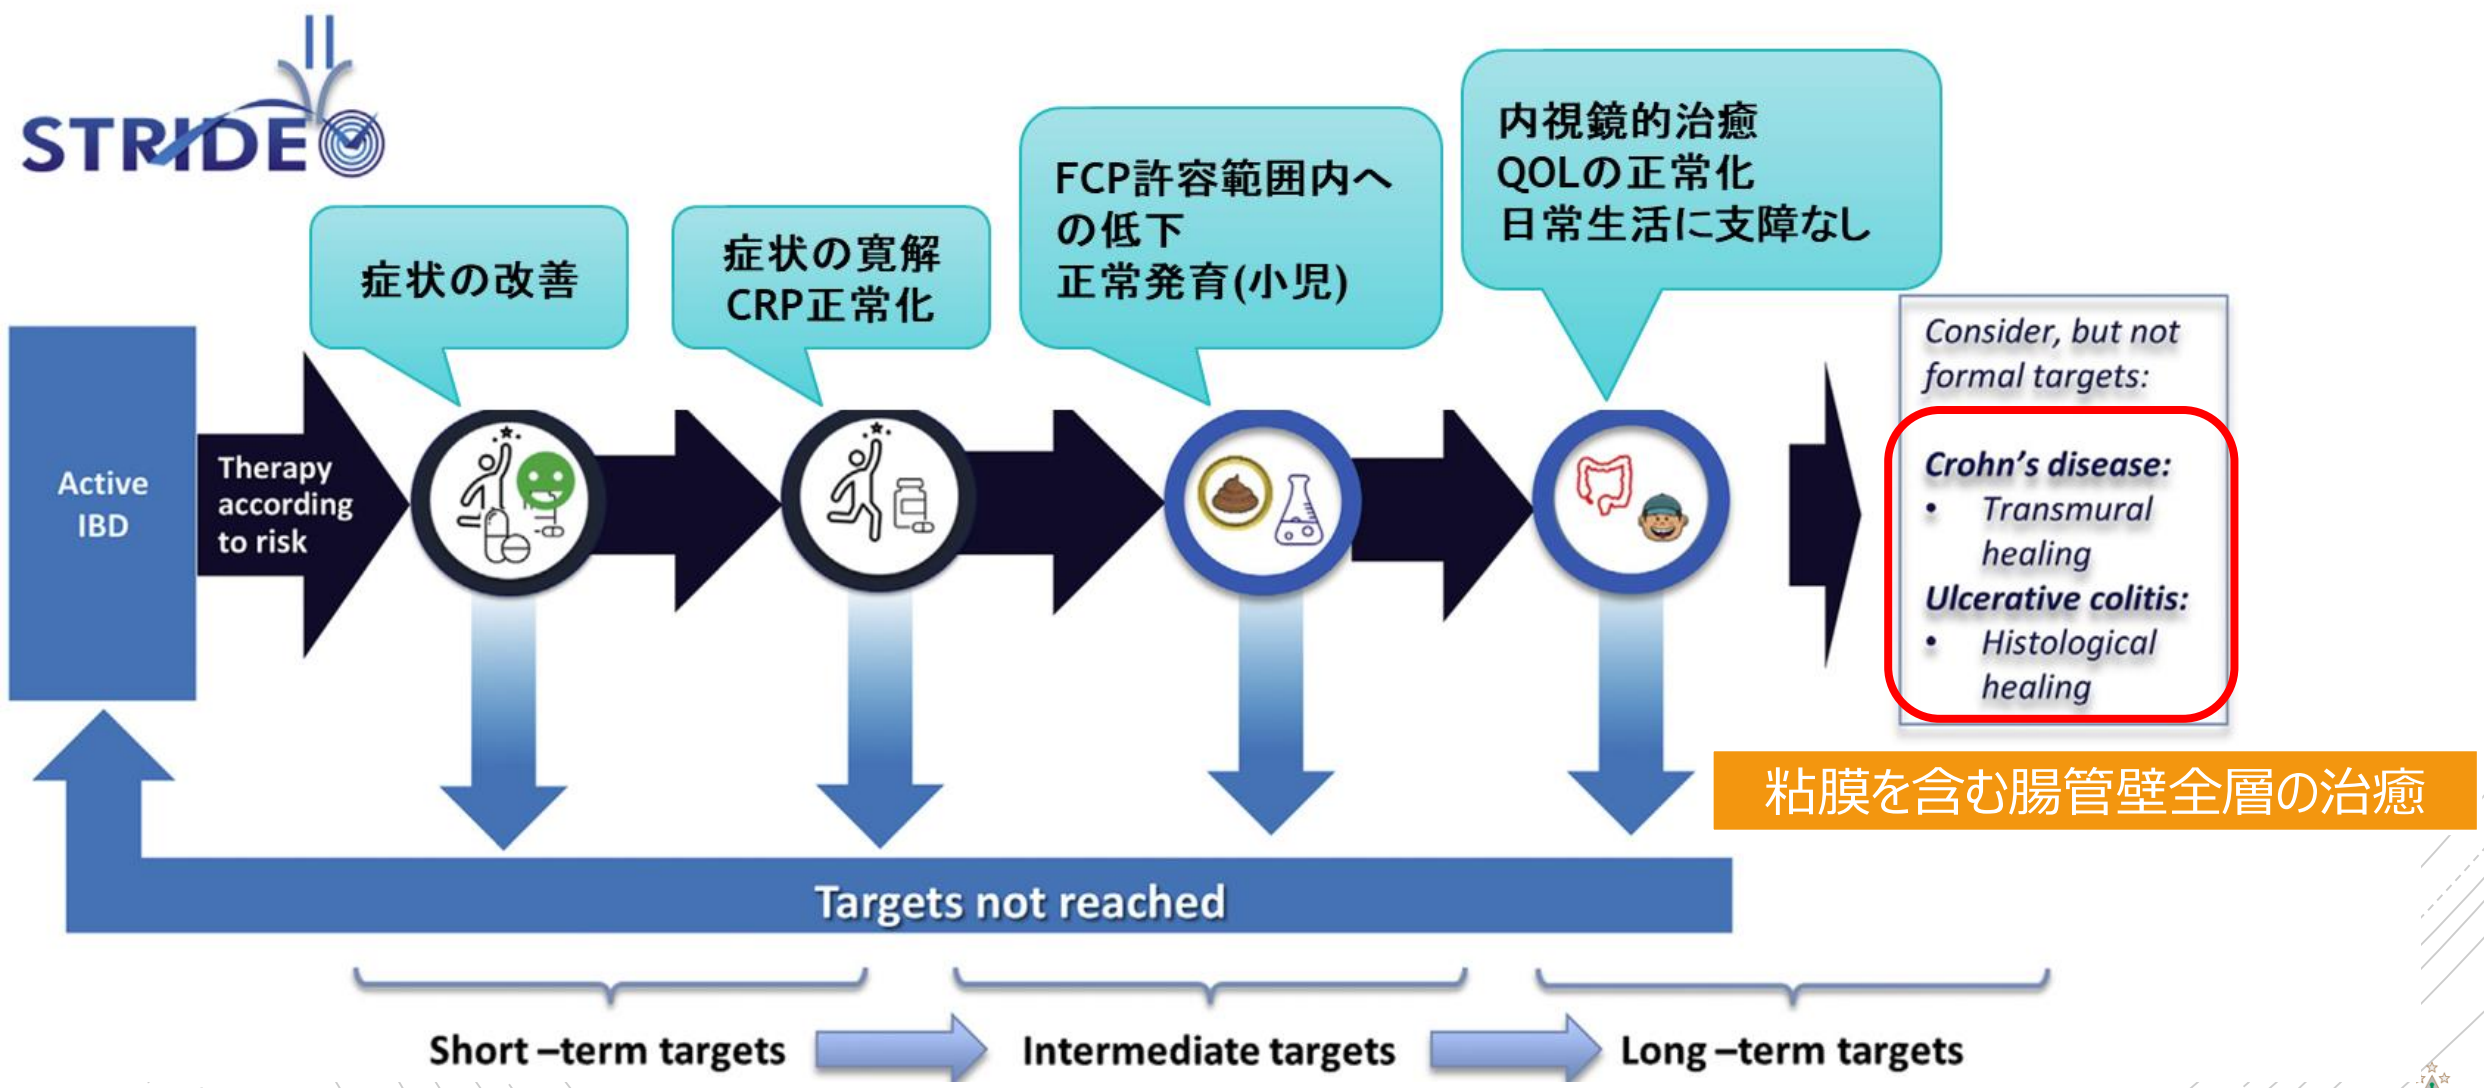 II
STRIDE
症状の改善
症状の寛解
CRP正常化
FCP許容範囲内へ
の低下
正常発育(小児)
内視鏡的治癒
QOLの正常化
日常生活に支障なし
Active
IBD
Therapy
according
to risk
Consider, but not
formal targets:
Crohn's disease:
• Transmural
healing
Ulcerative colitis:
• Histological
healing
粘膜を含む腸管壁全層の治癒
Targets not reached
Short –term targets
Intermediate targets
Long –term targets